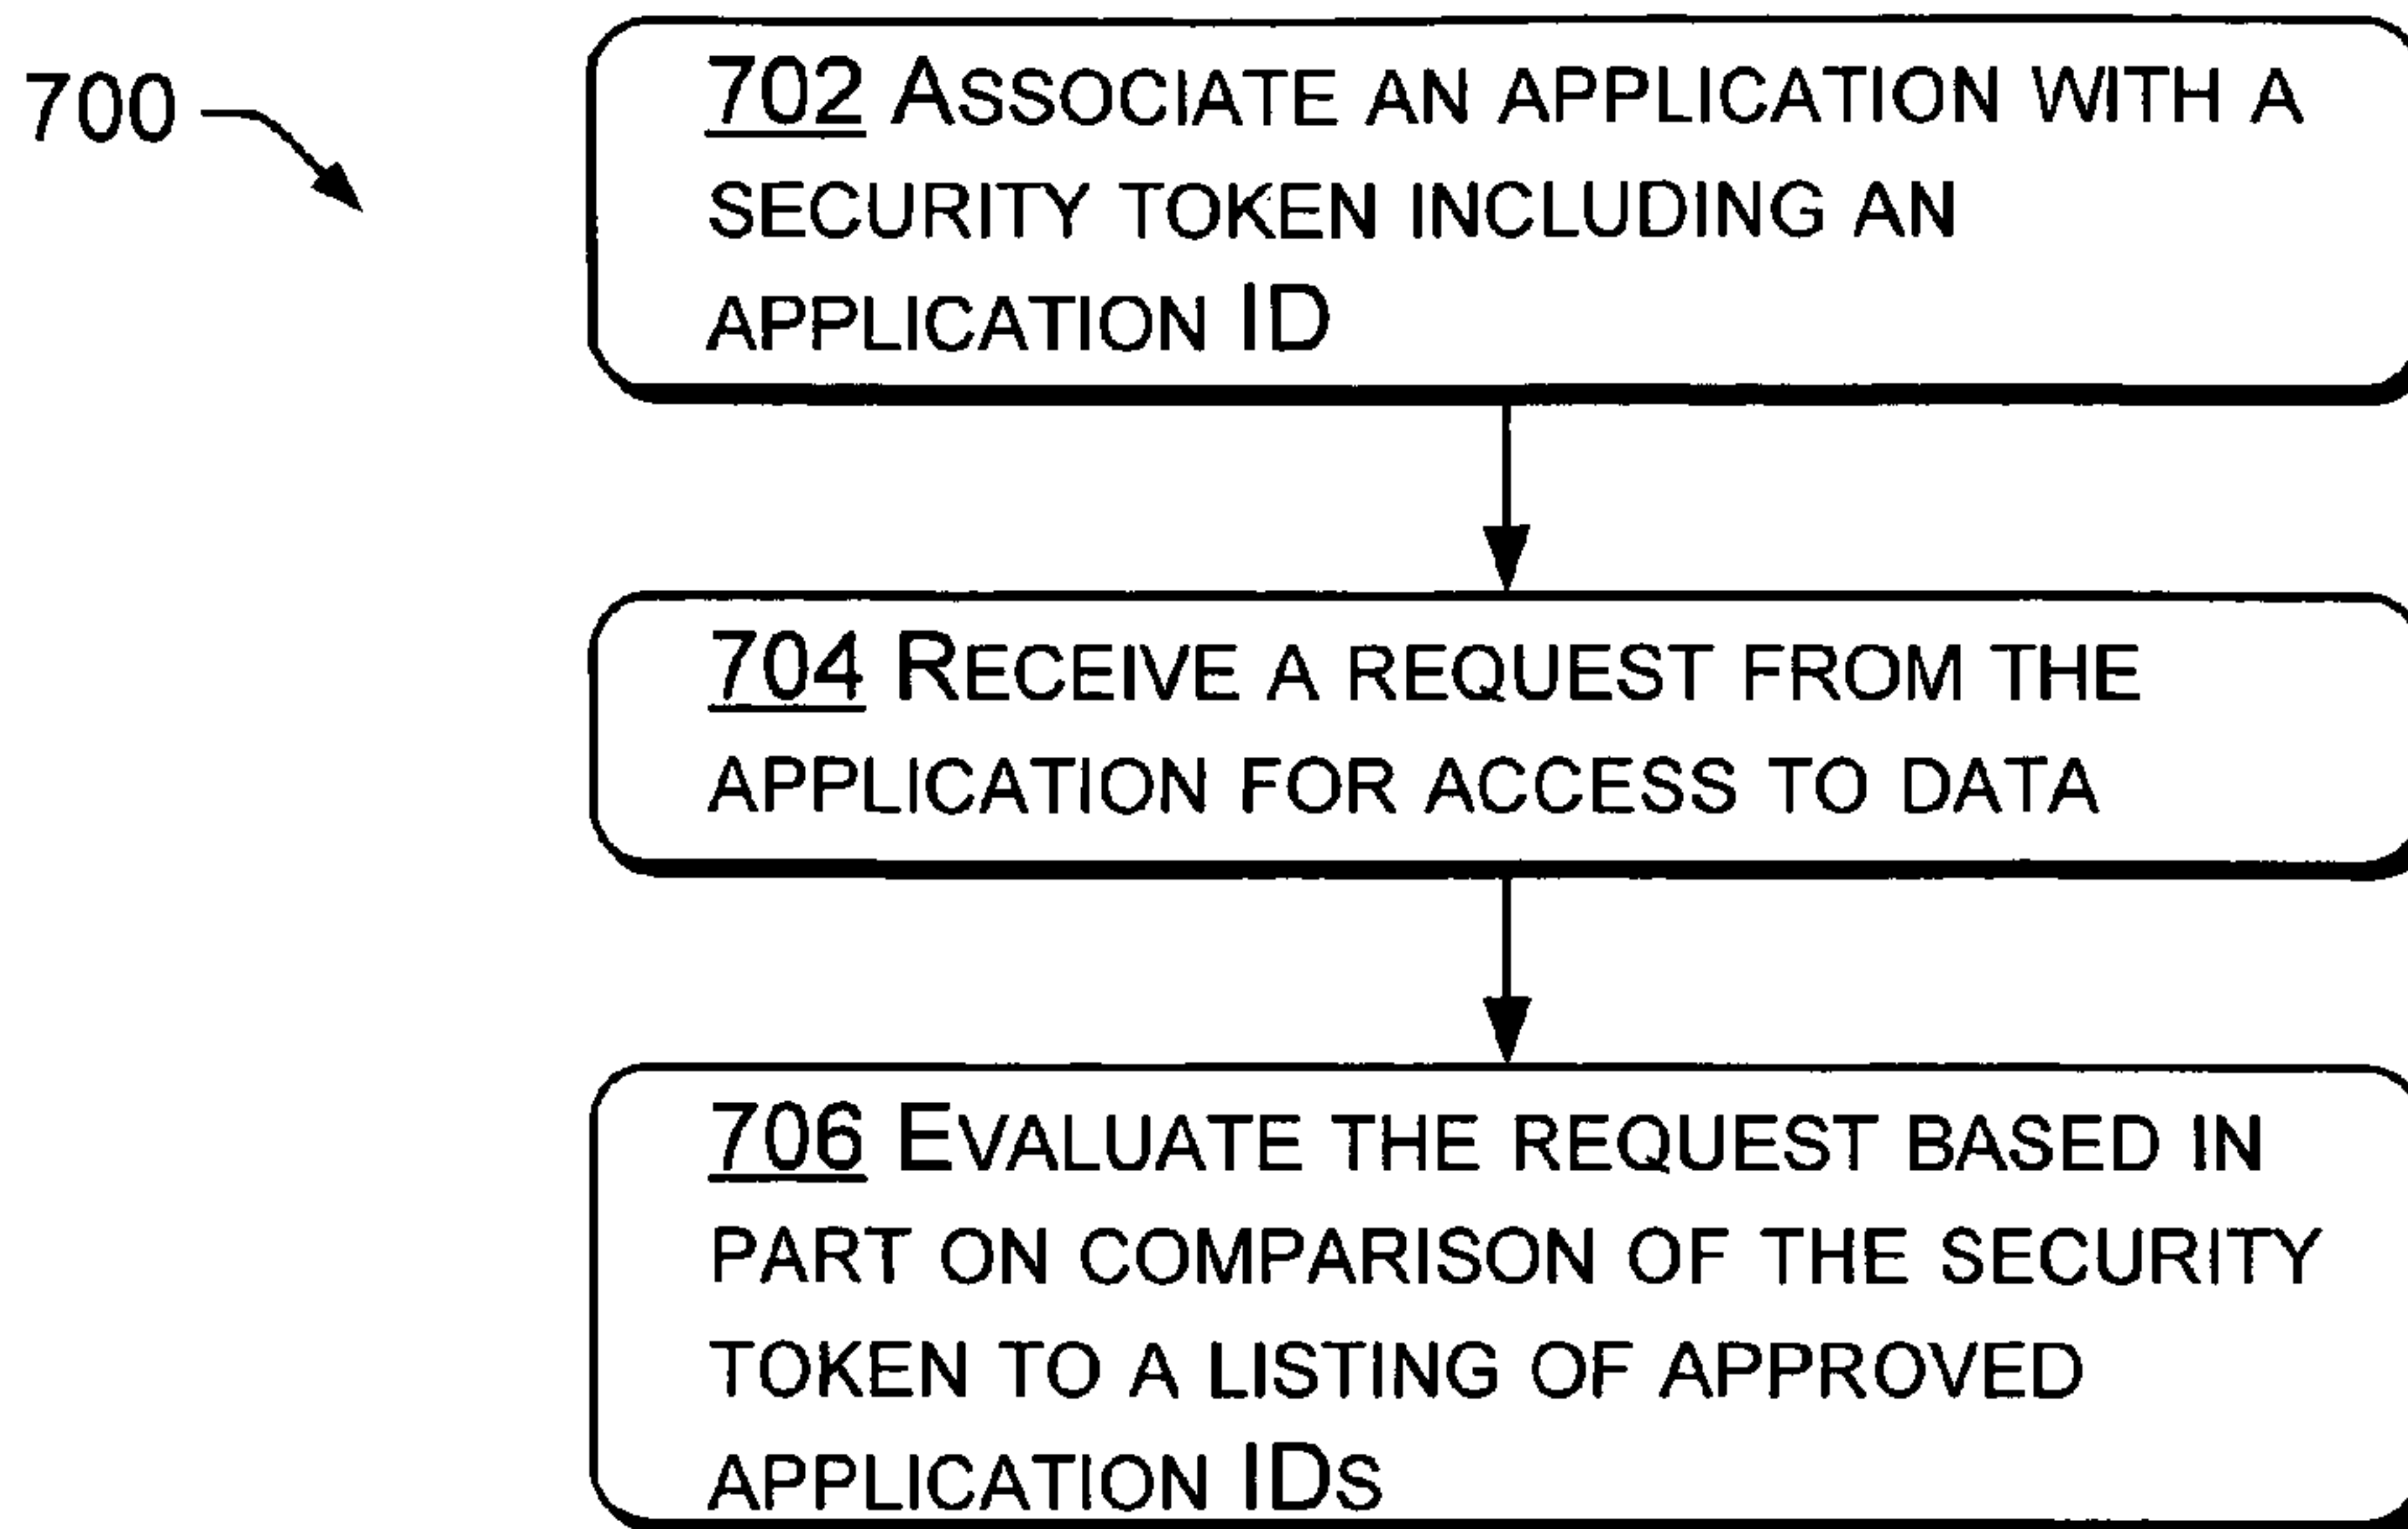 700
702 ASSOCIATE AN APPLICATION WITH A
SECURITY TOKEN INCLUDING AN
APPLICATION ID
704 RECEIVE A REQUEST FROM THE
APPLICATION FOR ACCESS TO DATA
706 EVALUATE THE REQUEST BASED IN
PART ON COMPARISON OF THE SECURITY
TOKEN TO A LISTING OF APPROVED
APPLICATION IDS